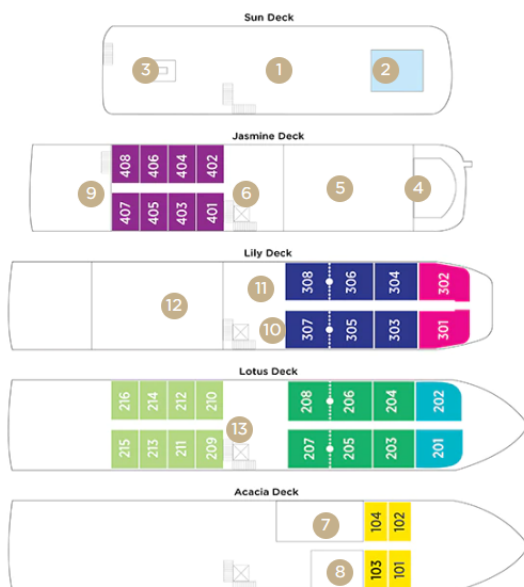 Sun Deck
3 1 2
Jasmine Deck
408 406 404 402
9 6 5 4
407 405 403 401
Lily Deck
308 306 304 302
11
12
10
307 305 303 301
Lotus Deck
216 214 212 210 208 206 204 202
13
215 213 211 209 207 205 203 201
Acacia Deck
7 104 102
8 103 101